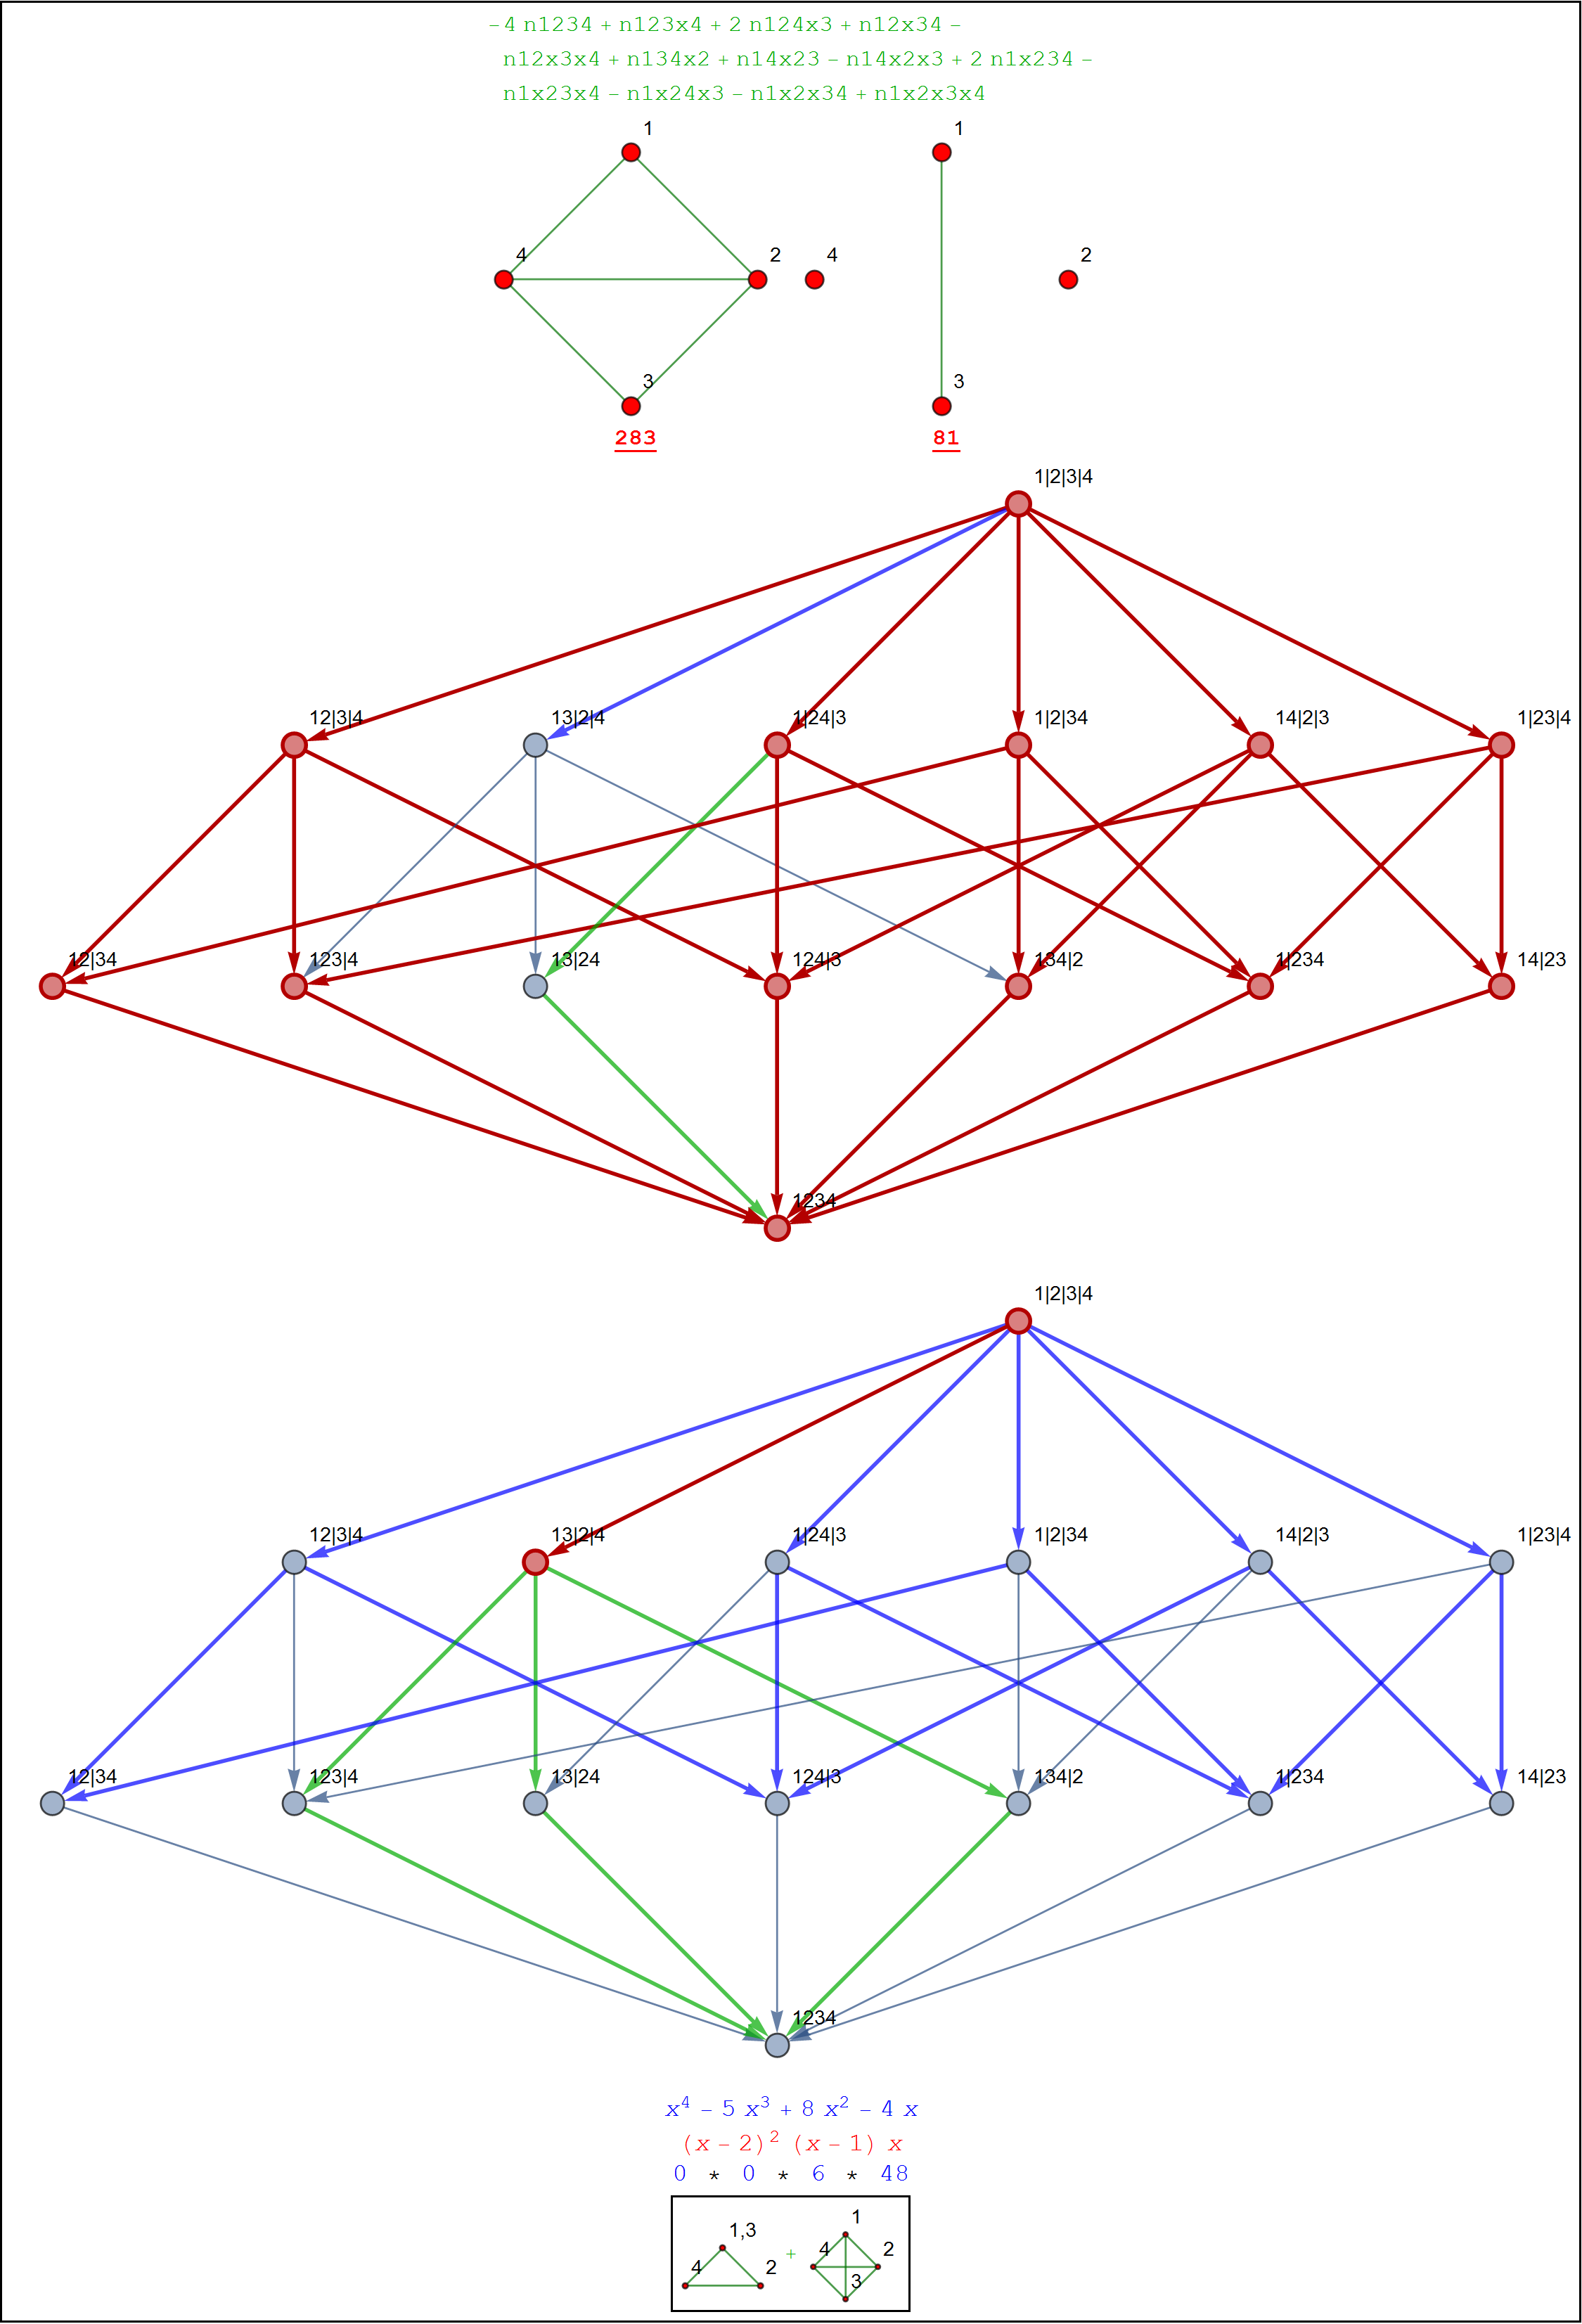 -4 n1234 + n123x4 + 2 n124x3 + n12x34 -
n12x3x4 + n134x2 + n14x23 - n14x2x3 + 2 n1x234 -
n1x23x4 - n1x24x3 - n1x2x34 + n1x2x3x4
1 1
4 2 4 2
3 3
283 81
1|2|3|4
12|3|4 13|2|4 1|24|3 1|2|34 14|2|3 1|23|4
12|34 123|4 13|24 124|3 134|2 1|234 14|23
1234
1|2|3|4
12|3|4 13|2|4 1|24|3 1|2|34 14|2|3 1|23|4
12|34 123|4 13|24 124|3 134|2 1|234 14|23
1234
x⁴ - 5 x³ + 8 x² - 4 x
(x - 2)² (x - 1) x
0 * 0 * 6 * 48
1
1,3
+ 4 2
4 2
3